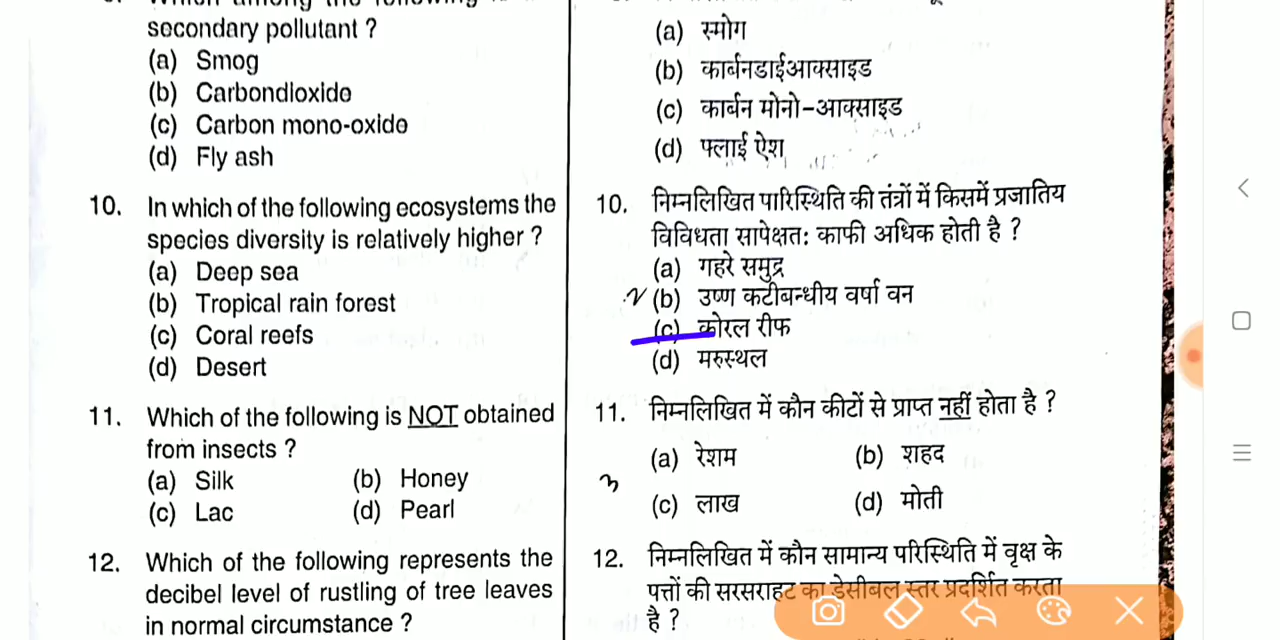 secondary pollutant ?
(a) Smog
(b) Carbondioxide
(c) Carbon mono-oxide
(d) Fly ash
10. In which of the following ecosystems the
species diversity is relatively higher ?
(a) Deep sea
(b) Tropical rain forest
(c) Coral reefs
(d) Desert
11. Which of the following is NOT obtained
from insects ?
(a) Silk (b) Honey
(c) Lac (d) Pearl
12. Which of the following represents the
decibel level of rustling of tree leaves
in normal circumstance ?
(a) स्मोग
(b) कार्बनडाईआक्साइड
(c) कार्बन मोनो-आक्साइड
(d) फ्लाई ऐश
10. निम्नलिखित पारिस्थिति की तंत्रों में किसमें प्रजातिय
विविधता सापेक्षतः काफी अधिक होती है ?
(a) गहरे समुद्र
(b) उष्ण कटीबन्धीय वर्षा वन
(c) कोरल रीफ
(d) मरुस्थल
11. निम्नलिखित में कौन कीटों से प्राप्त नहीं होता है ?
(a) रेशम (b) शहद
(c) लाख (d) मोती
12. निम्नलिखित में कौन सामान्य परिस्थिति में वृक्ष के
पत्तों की सरसराहट का डेसीबल स्तर प्रदर्शित करता
है ?